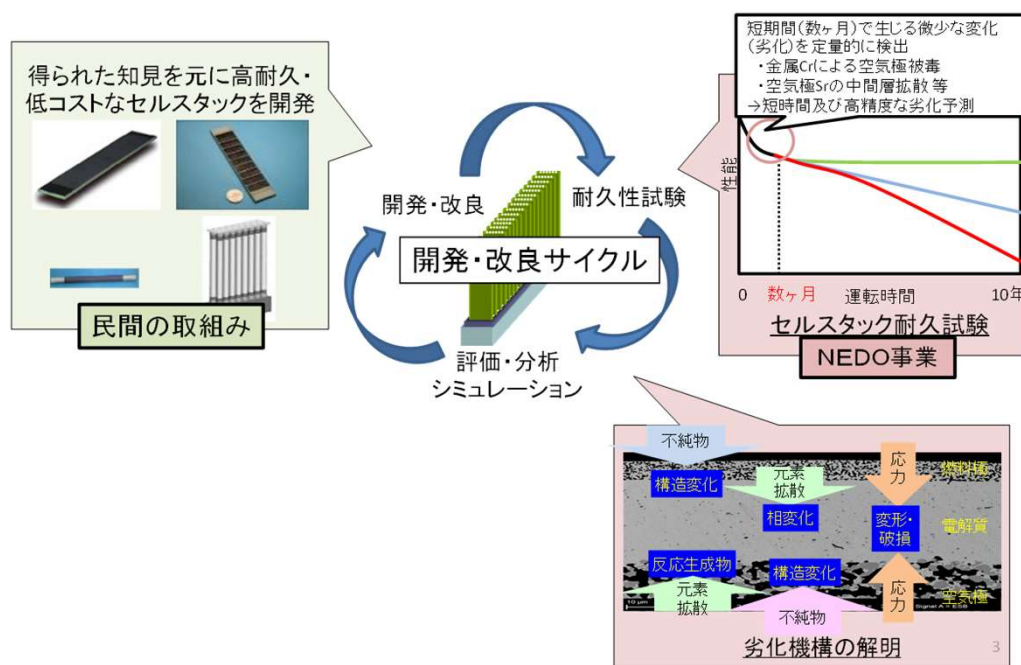 得られた知見を元に高耐久・
低コストなセルスタックを開発
民間の取組み
開発・改良
耐久性試験
開発・改良サイクル
評価・分析
シミュレーション
短期間(数ヶ月)で生じる微少な変化
(劣化)を定量的に検出
・金属Crによる空気極被毒
・空気極Srの中間層拡散 等
→短時間及び高精度な劣化予測
性能
0 数ヶ月 運転時間 10年
セルスタック耐久試験
NEDO事業
不純物
応力
燃料極
構造変化
元素
拡散
相変化
変形・
破損
電解質
反応生成物
構造変化
元素
拡散
応力
空気極
10 μm
Signal A = ESB
不純物
劣化機構の解明
3